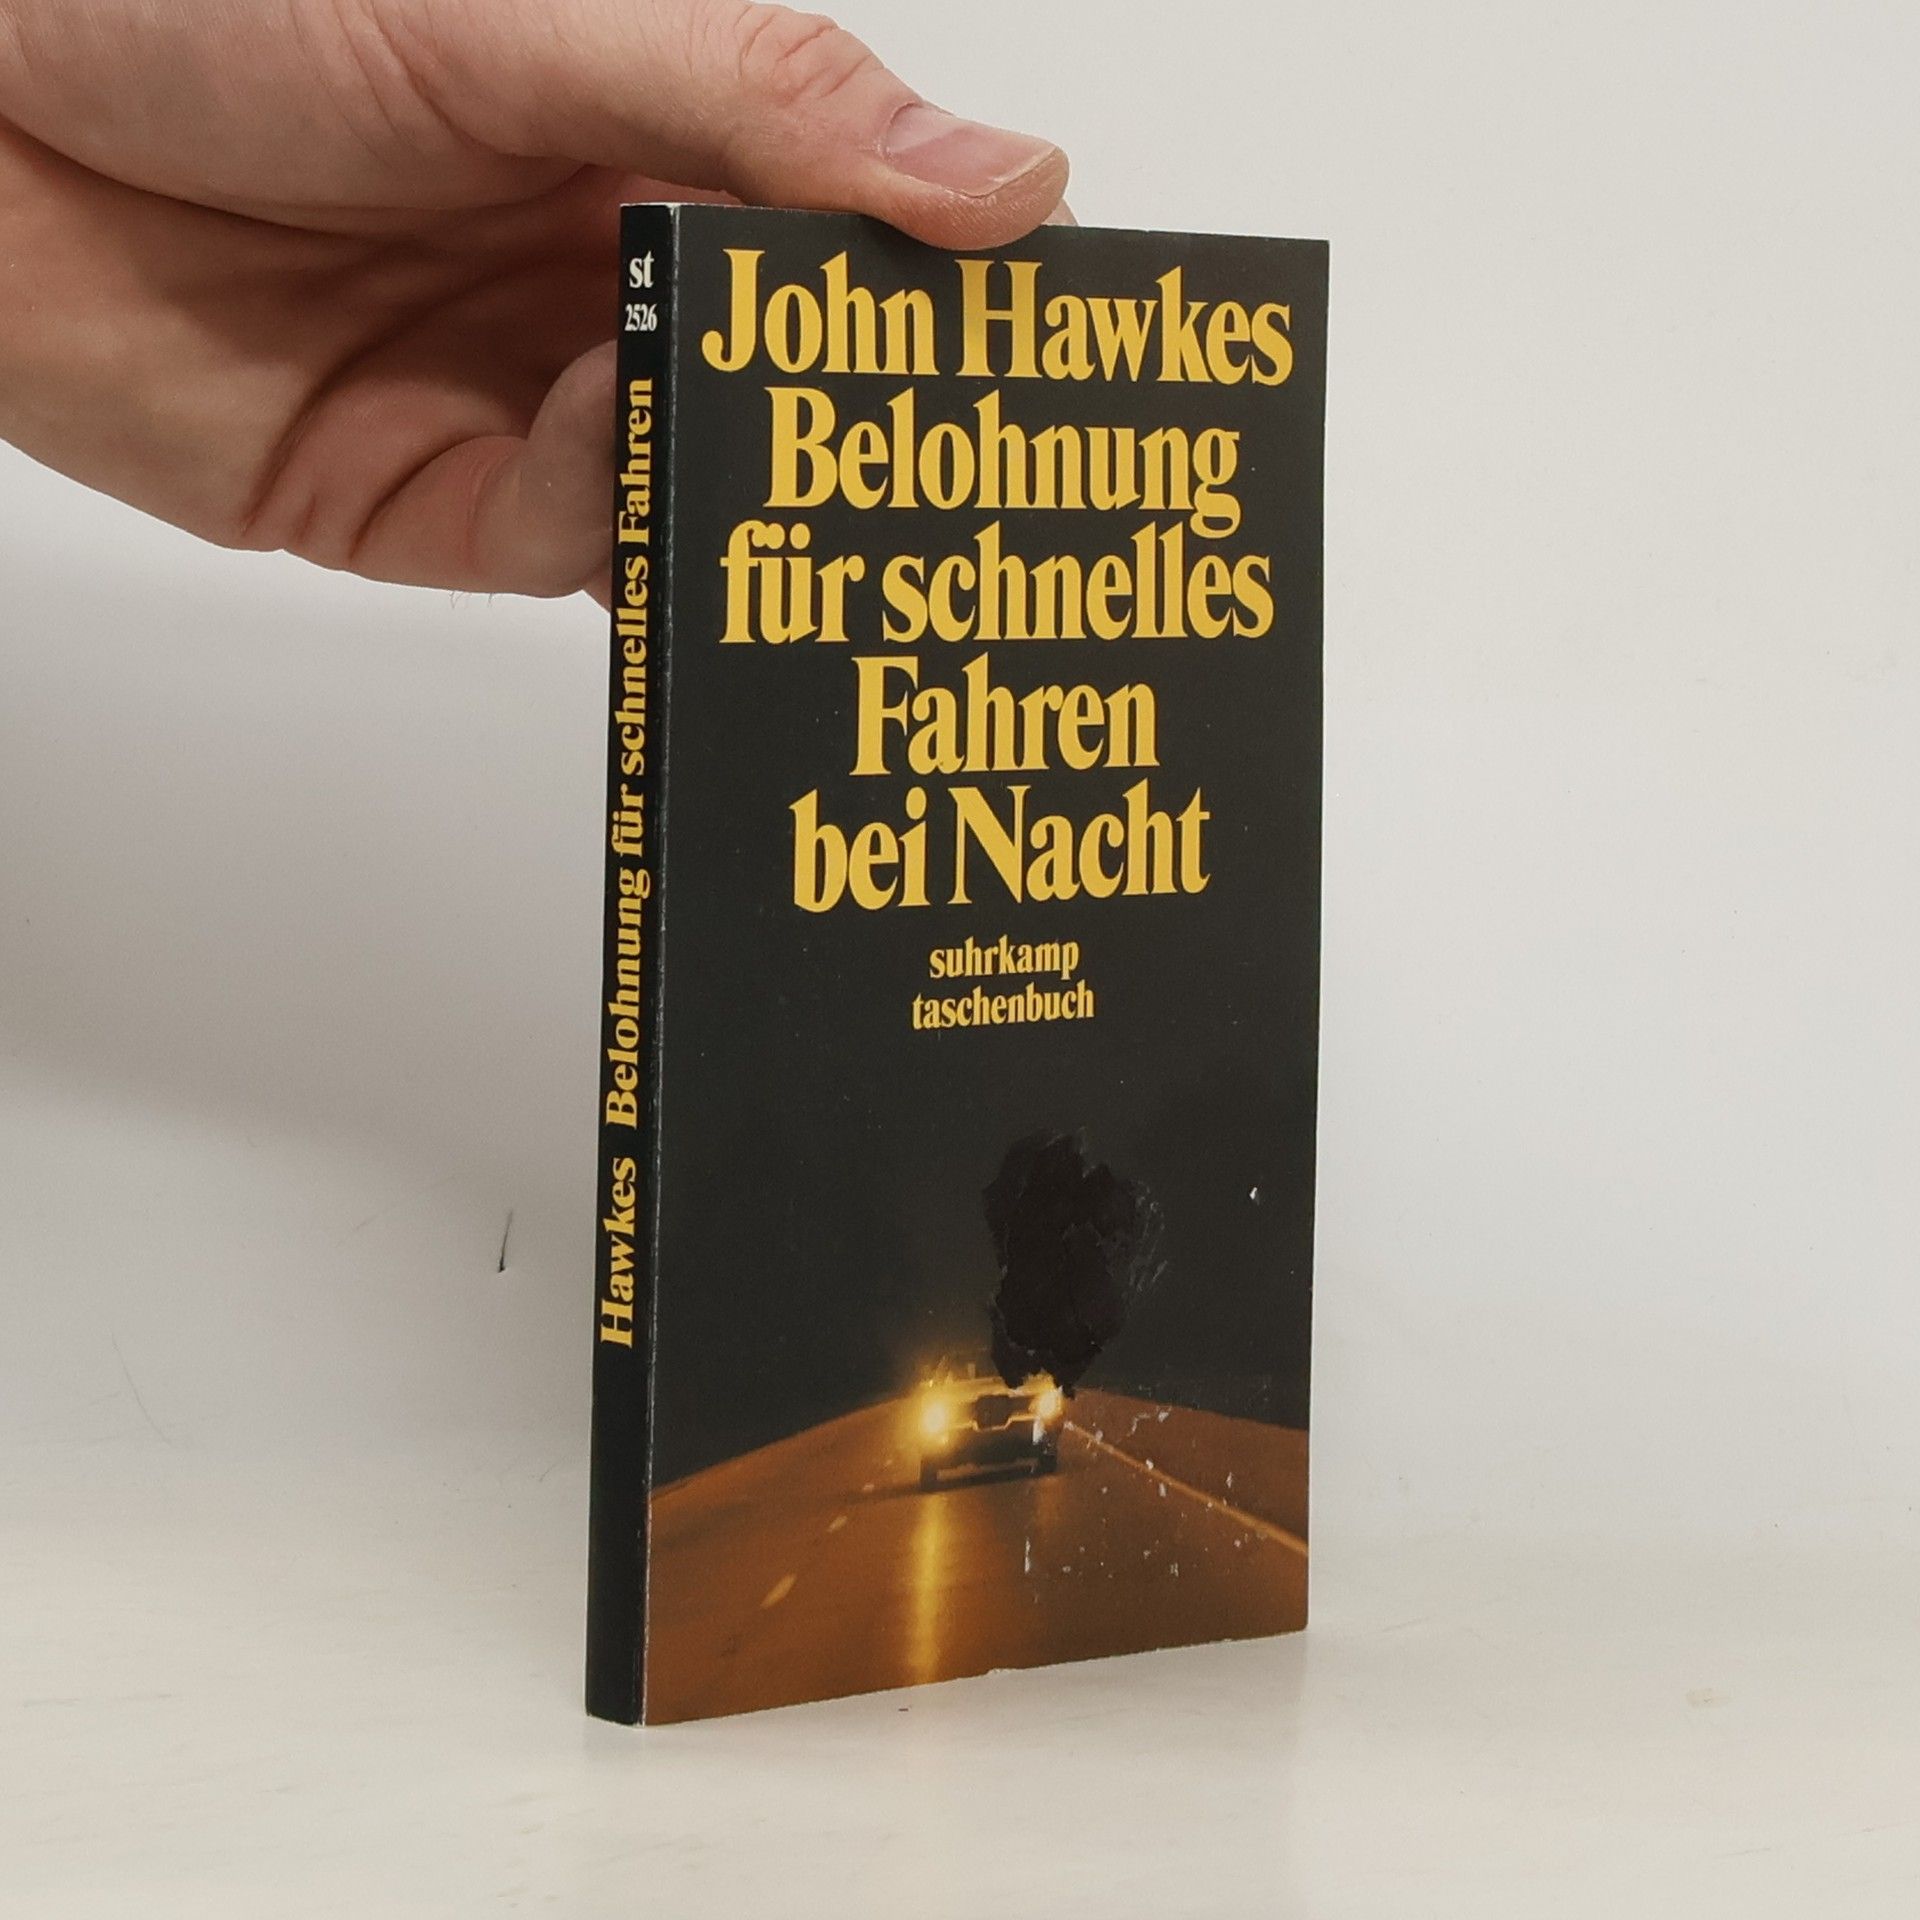 st
2526
Hawkes Belohnung für schnelles Fahren
John Hawkes
Belohnung
für schnelles
Fahren
bei Nacht
suhrkamp
taschenbuch